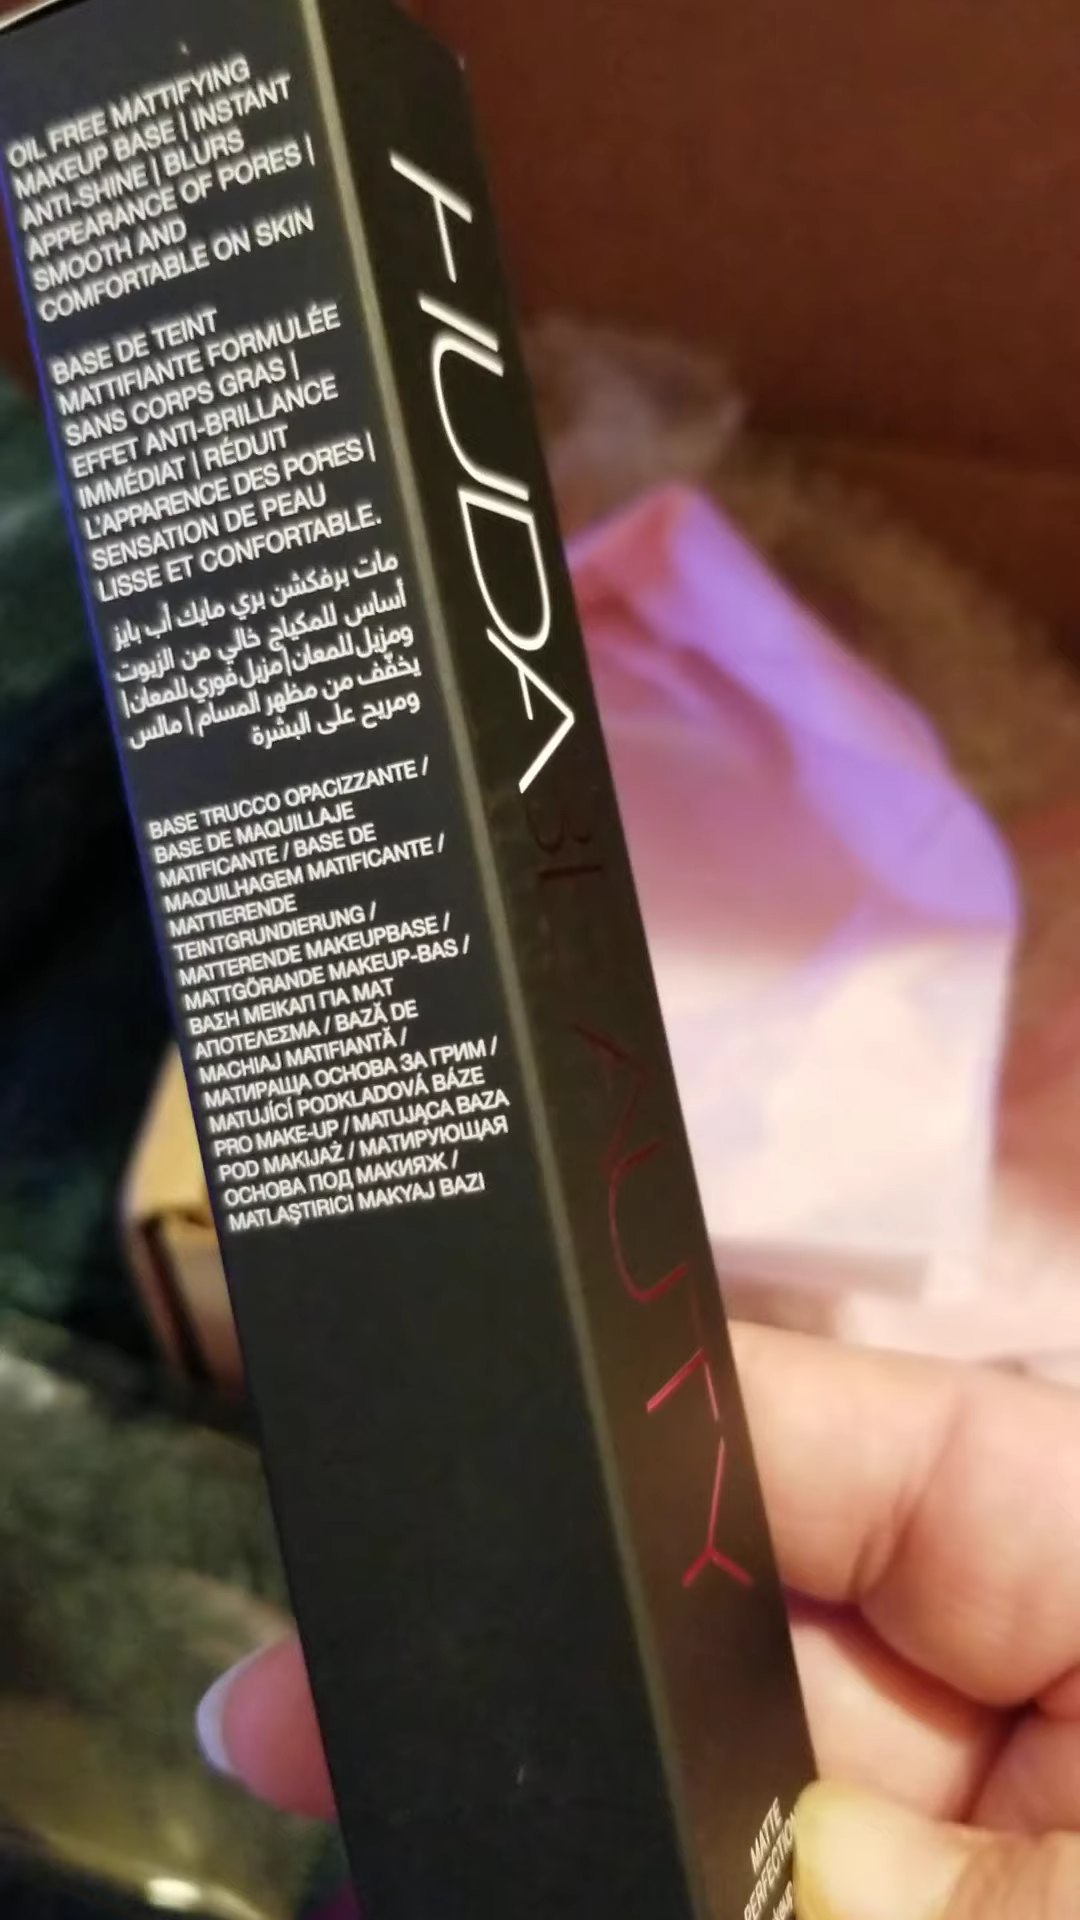 OIL FREE MATTIFYING
MAKEUP BASE | INSTANT
ANTI-SHINE | BLURS
APPEARANCE OF PORES |
SMOOTH AND
COMFORTABLE ON SKIN
BASE DE TEINT
MATTIFIANTE FORMULÉE
SANS CORPS GRAS |
EFFET ANTI-BRILLANCE
IMMÉDIAT | RÉDUIT
L'APPARENCE DES PORES |
SENSATION DE PEAU
LISSE ET CONFORTABLE.
مات برفكشن بري مايك أب بايز
أساس للمكياج خالي من الزيوت
ومزيل للمعان | مزيل فوري للمعان |
يخفّف من مظهر المسام | مالس
ومريح على البشرة
BASE TRUCCO OPACIZZANTE /
BASE DE MAQUILLAJE
MATIFICANTE / BASE DE
MAQUILHAGEM MATIFICANTE /
MATTIERENDE
TEINTGRUNDIERUNG /
MATTERENDE MAKEUPBASE /
MATTGÖRANDE MAKEUP-BAS /
ΒΑΣΗ ΜΕΙΚΑΠ ΓΙΑ ΜΑΤ
ΑΠΟΤΕΛΕΣΜΑ / BAZĂ DE
MACHIAJ MATIFIANTĂ /
МАТИРАЩА ОСНОВА ЗА ГРИМ /
MATUJÍCÍ PODKLADOVÁ BÁZE
PRO MAKE-UP / MATUJĄCA BAZA
POD MAKIJAŻ / МАТИРУЮЩАЯ
ОСНОВА ПОД МАКИЯЖ /
MATLAŞTIRICI MAKYAJ BAZI
HUDA BEAUTY
MATTE
PERFECTION